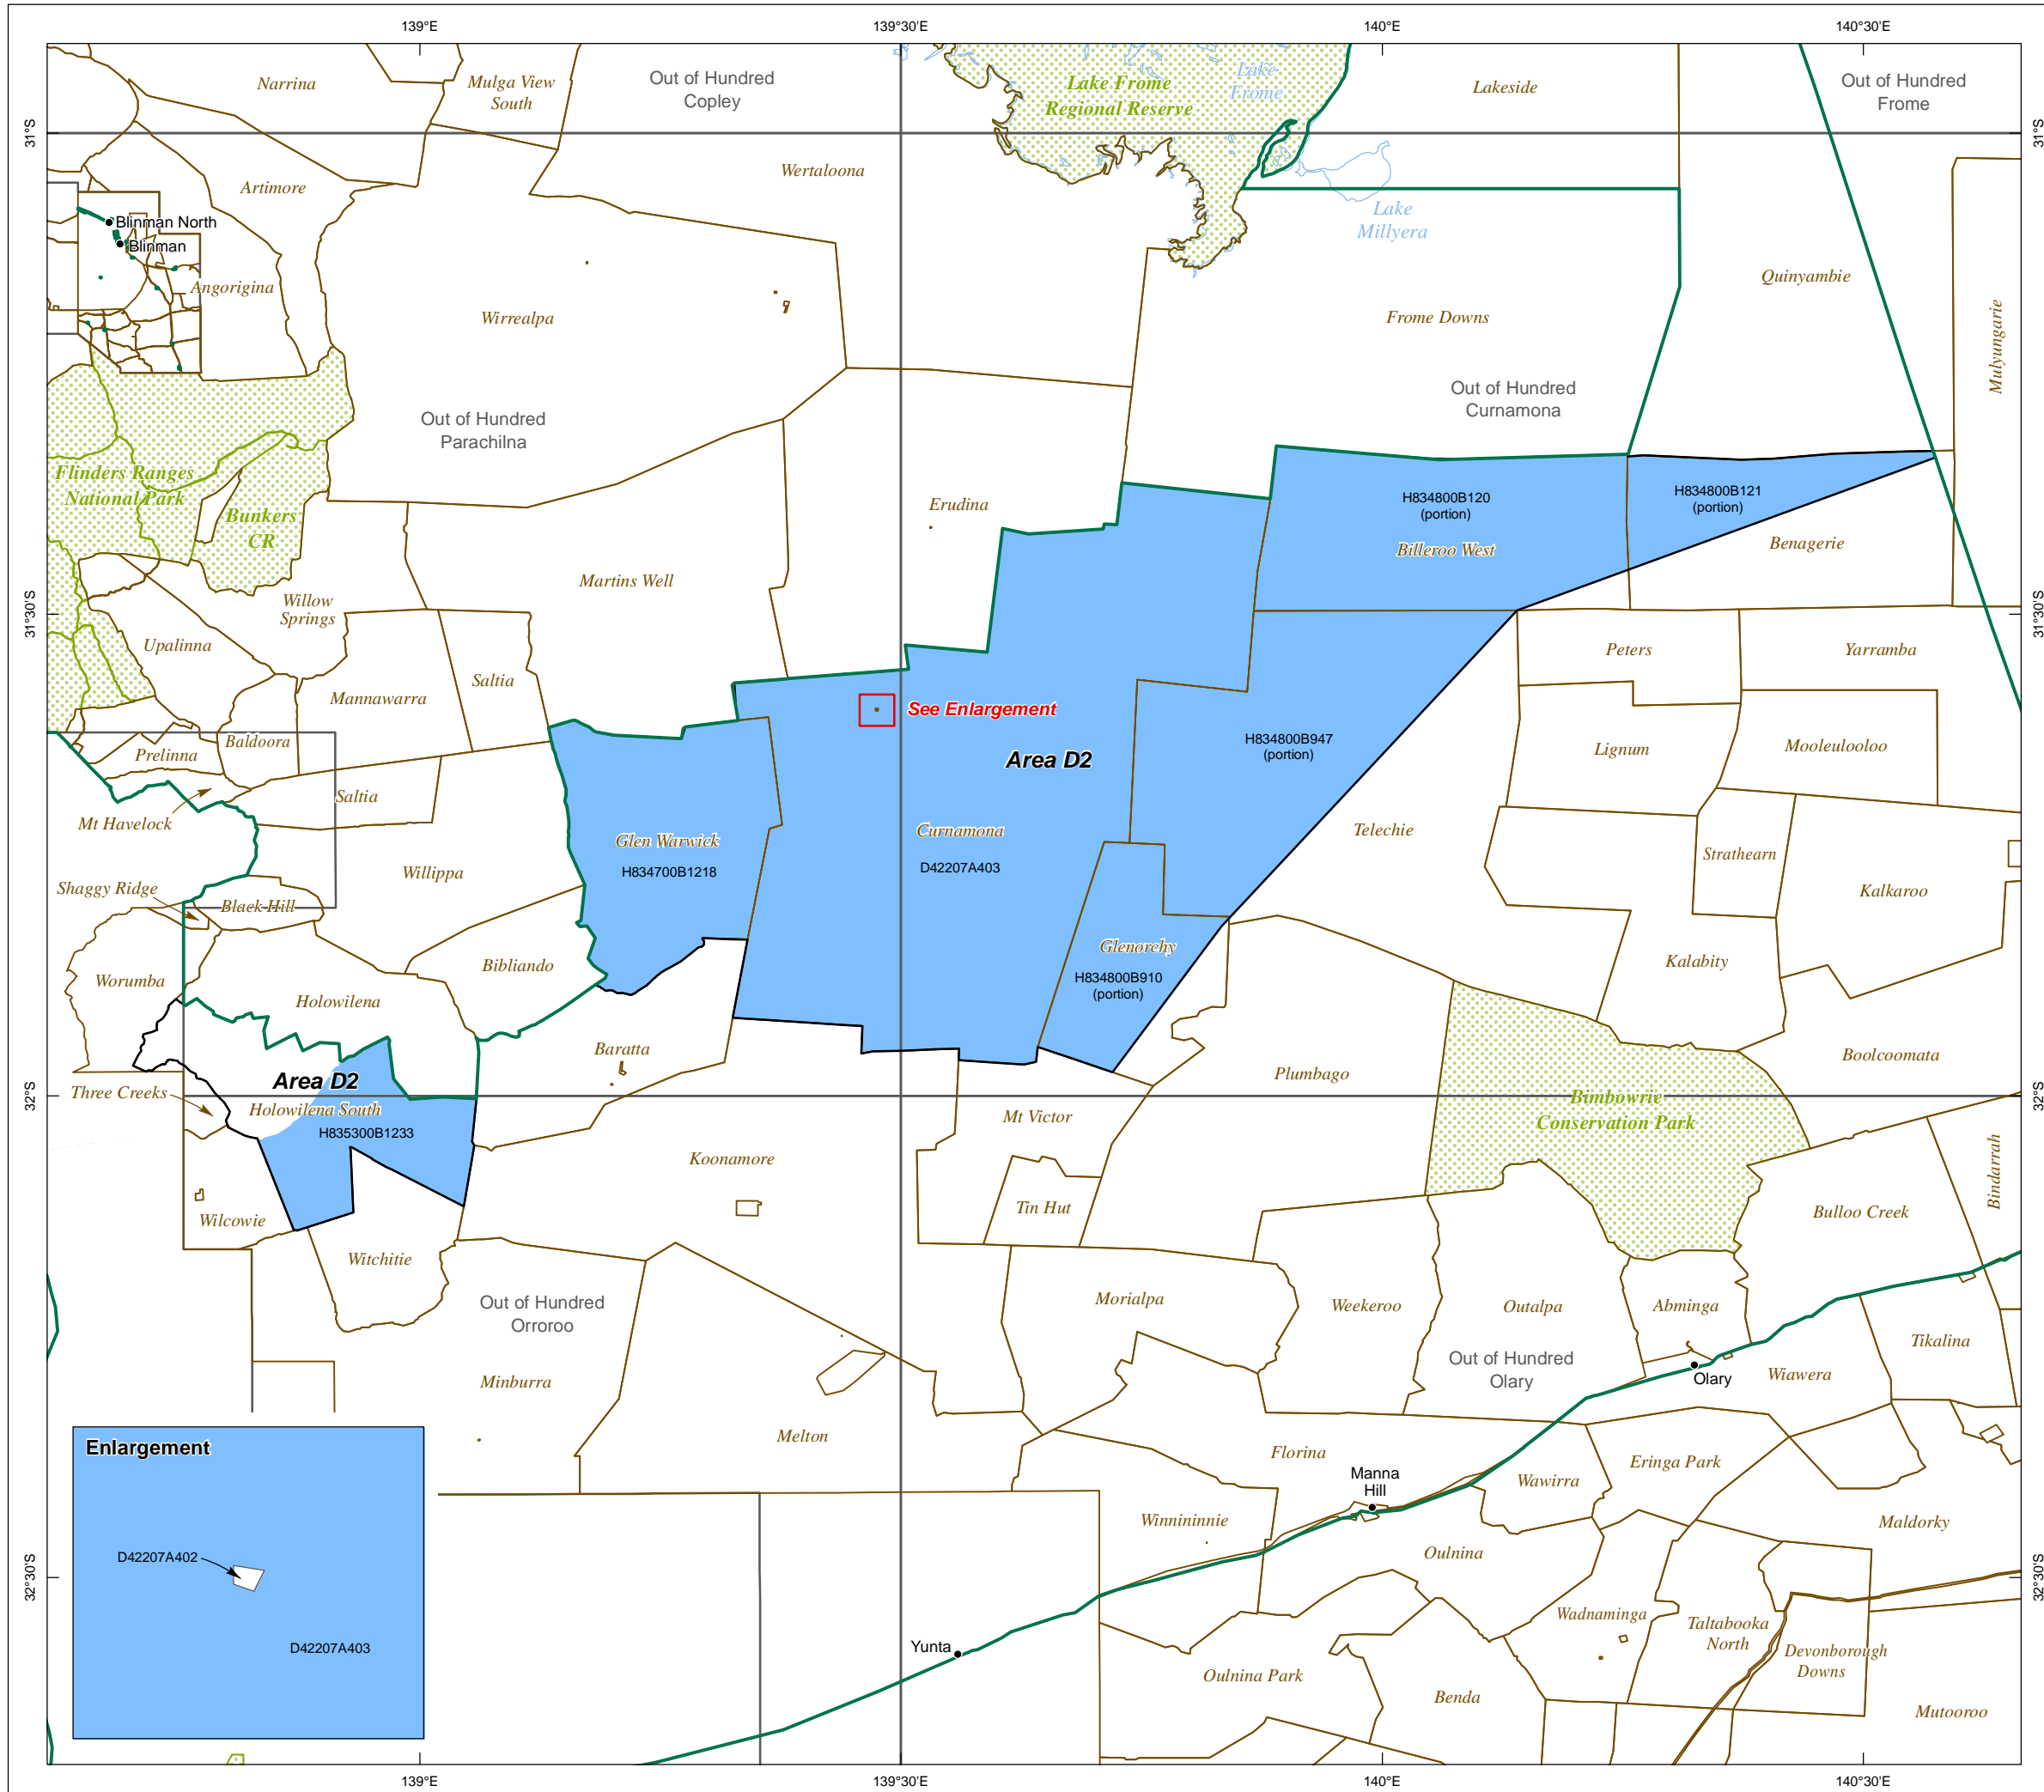 139°E
139°30'E
140°E
140°30'E
Out of Hundred
Copley
Out of Hundred
Frome
Narrina
Mulga View
South
Lake Frome
Regional Reserve
Lake
Frome
Lakeside
31°S
31°S
Wertaloona
Artimore
Blinman North
Blinman
Lake
Millyera
Angorigina
Quinyambie
Wirrealpa
Frome Downs
Mulyungarie
Out of Hundred
Curnamona
Out of Hundred
Parachilna
Flinders Ranges
National Park
Bunkers
CR
Erudina
H834800B120
(portion)
H834800B121
(portion)
Billeroo West
Benagerie
Martins Well
Willow
Springs
31°30'S
31°30'S
Upalinna
Peters
Yarramba
Saltia
Mannawarra
See Enlargement
Baldoora
Prelinna
Area D2
H834800B947
(portion)
Lignum
Mooleulooloo
Saltia
Mt Havelock
Glen Warwick
H834700B1218
Curnamona
D42207A403
Telechie
Strathearn
Willippa
Shaggy Ridge
Black Hill
Kalkaroo
Glenorchy
H834800B910
(portion)
Bibliando
Worumba
Holowilena
Kalabity
Baratta
Boolcoomata
Plumbago
Area D2
Three Creeks
Holowilena South
H835300B1233
32°S
32°S
Mt Victor
Bimbowrie
Conservation Park
Koonamore
Bindarrah
Tin Hut
Bulloo Creek
Wilcowie
Witchitie
Out of Hundred
Orroroo
Morialpa
Weekeroo
Outalpa
Abminga
Tikalina
Out of Hundred
Olary
Olary
Wiawera
Minburra
Melton
Florina
Manna
Hill
Wawirra
Eringa Park
Enlargement
D42207A402
D42207A403
Winnininnie
Maldorky
Oulnina
32°30'S
32°30'S
Wadnaminga
Taltabooka
North
Devonborough
Downs
Yunta
Oulnina Park
Benda
Mutooroo
139°E
139°30'E
140°E
140°30'E